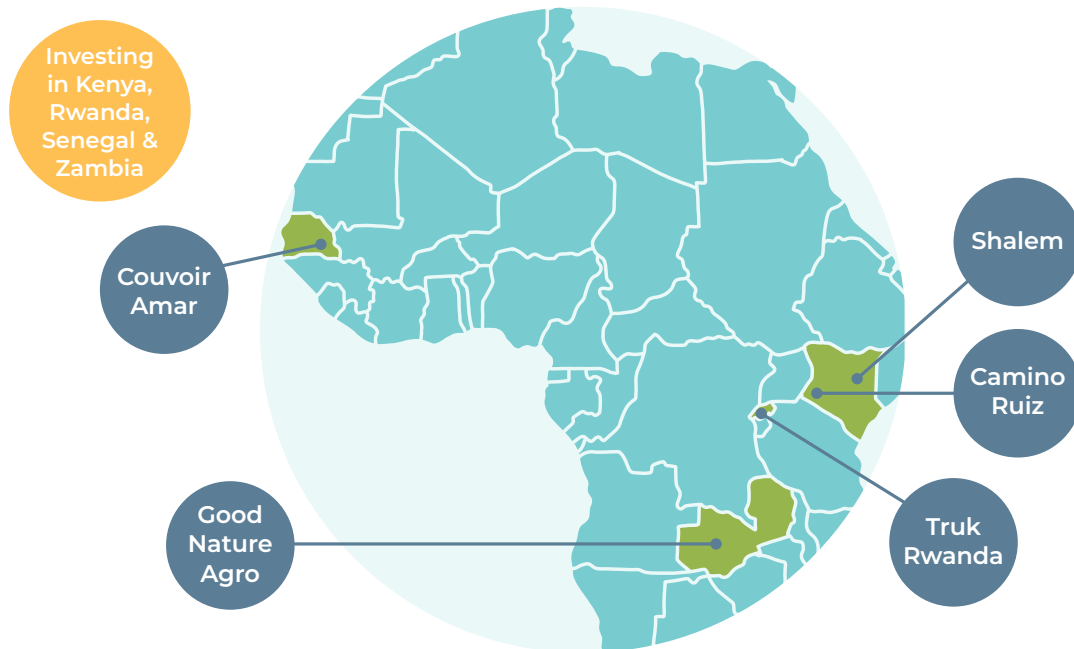 Investing
in Kenya,
Rwanda,
Senegal &
Zambia
Couvoir
Amar
Shalem
Camino
Ruiz
Good
Nature
Agro
Truk
Rwanda